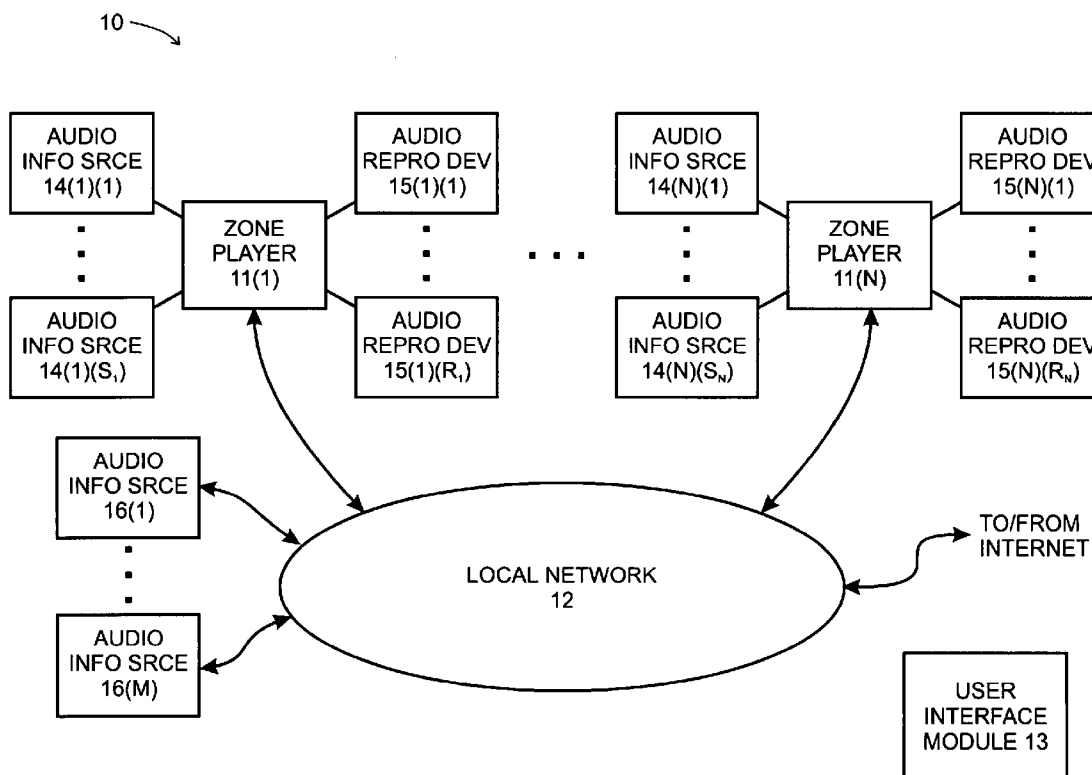 10
AUDIO
INFO SRCE
14(1)(1)
AUDIO
REPRO DEV
15(1)(1)
AUDIO
INFO SRCE
14(N)(1)
AUDIO
REPRO DEV
15(N)(1)
ZONE
PLAYER
11(1)
ZONE
PLAYER
11(N)
AUDIO
INFO SRCE
14(1)(S₁)
AUDIO
REPRO DEV
15(1)(R₁)
AUDIO
INFO SRCE
14(N)(S_N)
AUDIO
REPRO DEV
15(N)(R_N)
AUDIO
INFO SRCE
16(1)
TO/FROM
INTERNET
LOCAL NETWORK
12
AUDIO
INFO SRCE
16(M)
USER
INTERFACE
MODULE 13